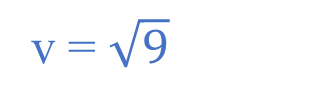 v = √9